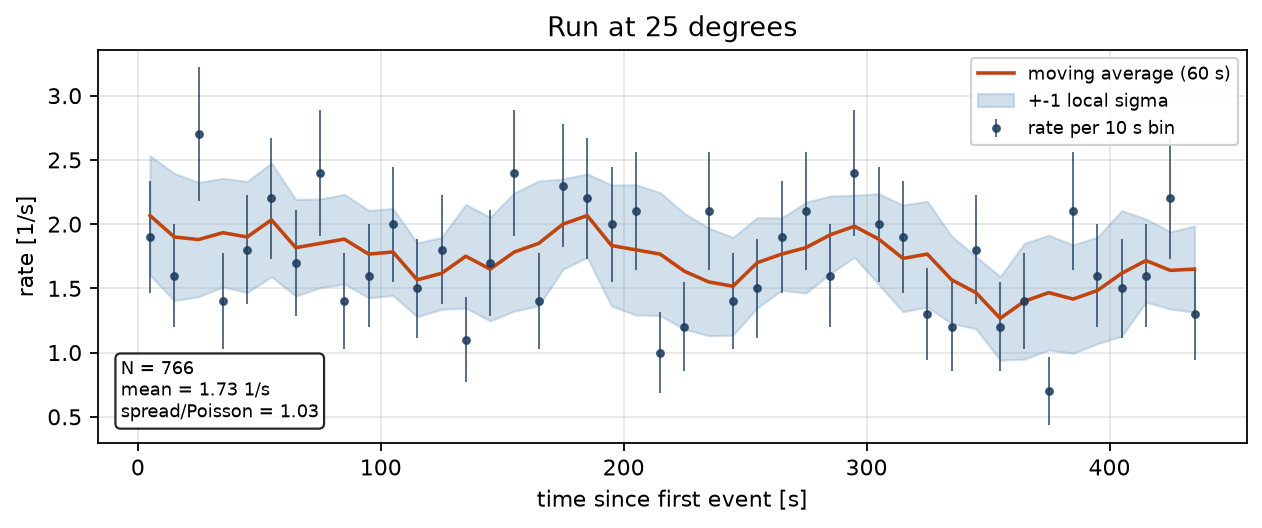 Run at 25 degrees
rate [1/s]
3.0
2.5
2.0
1.5
1.0
0.5
moving average (60 s)
+-1 local sigma
rate per 10 s bin
N = 766
mean = 1.73 1/s
spread/Poisson = 1.03
0 100 200 300 400
time since first event [s]